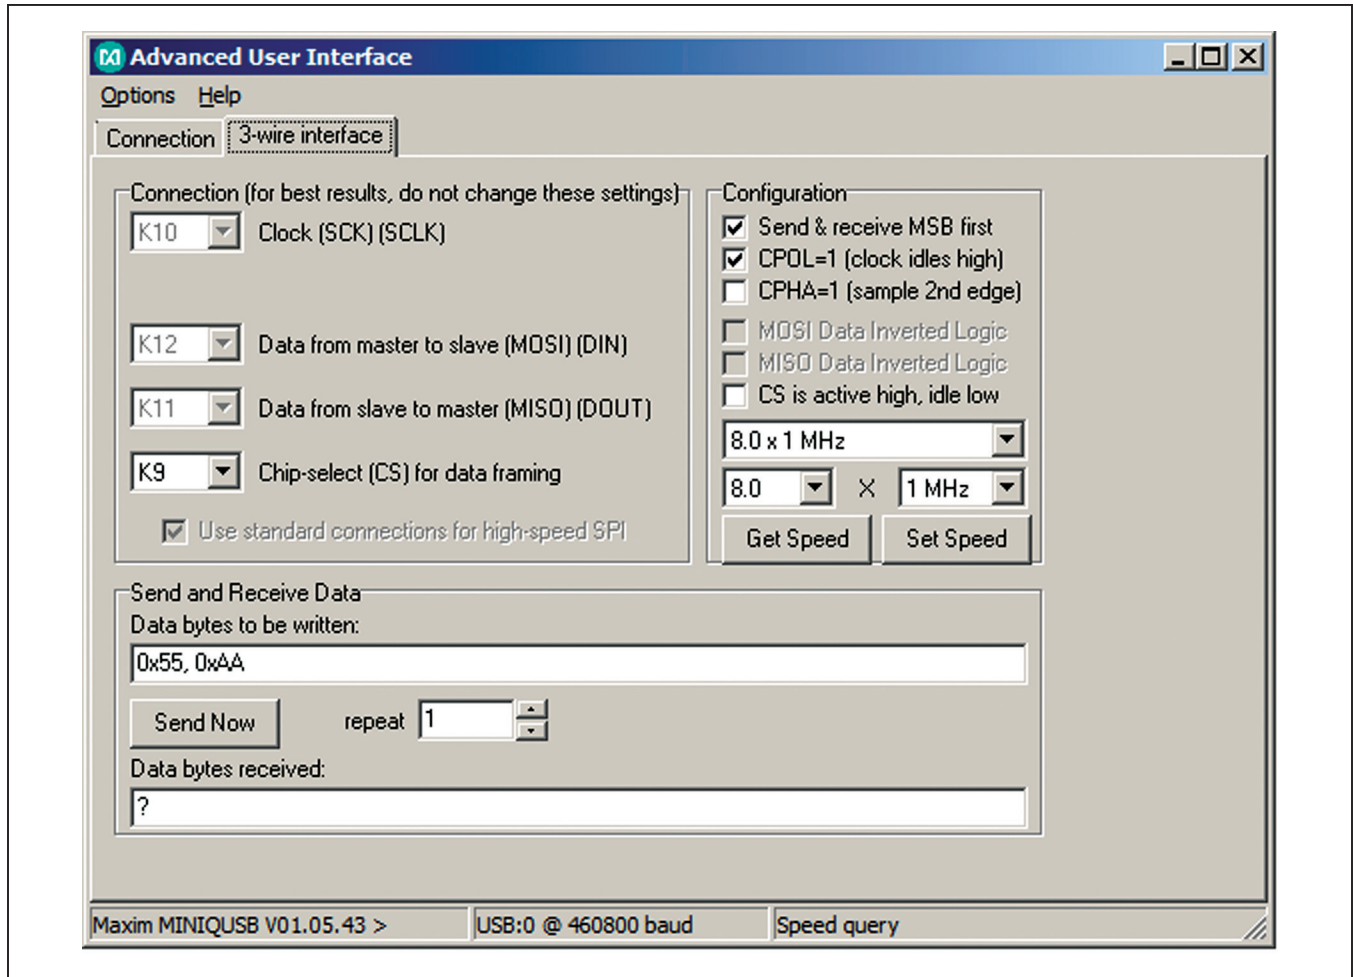 Advanced User Interface
Options Help
Connection 3-wire interface
Connection (for best results, do not change these settings)
K10 Clock (SCK) (SCLK)
K12 Data from master to slave (MOSI) (DIN)
K11 Data from slave to master (MISO) (DOUT)
K9 Chip-select (CS) for data framing
Use standard connections for high-speed SPI
Configuration
Send & receive MSB first
CPOL=1 (clock idles high)
CPHA=1 (sample 2nd edge)
MOSI Data Inverted Logic
MISO Data Inverted Logic
CS is active high, idle low
8.0 x 1 MHz
8.0 X 1 MHz
Get Speed Set Speed
Send and Receive Data
Data bytes to be written:
0x55, 0xAA
Send Now repeat 1
Data bytes received:
?
Maxim MINIQUSB V01.05.43 > USB:0 @ 460800 baud Speed query